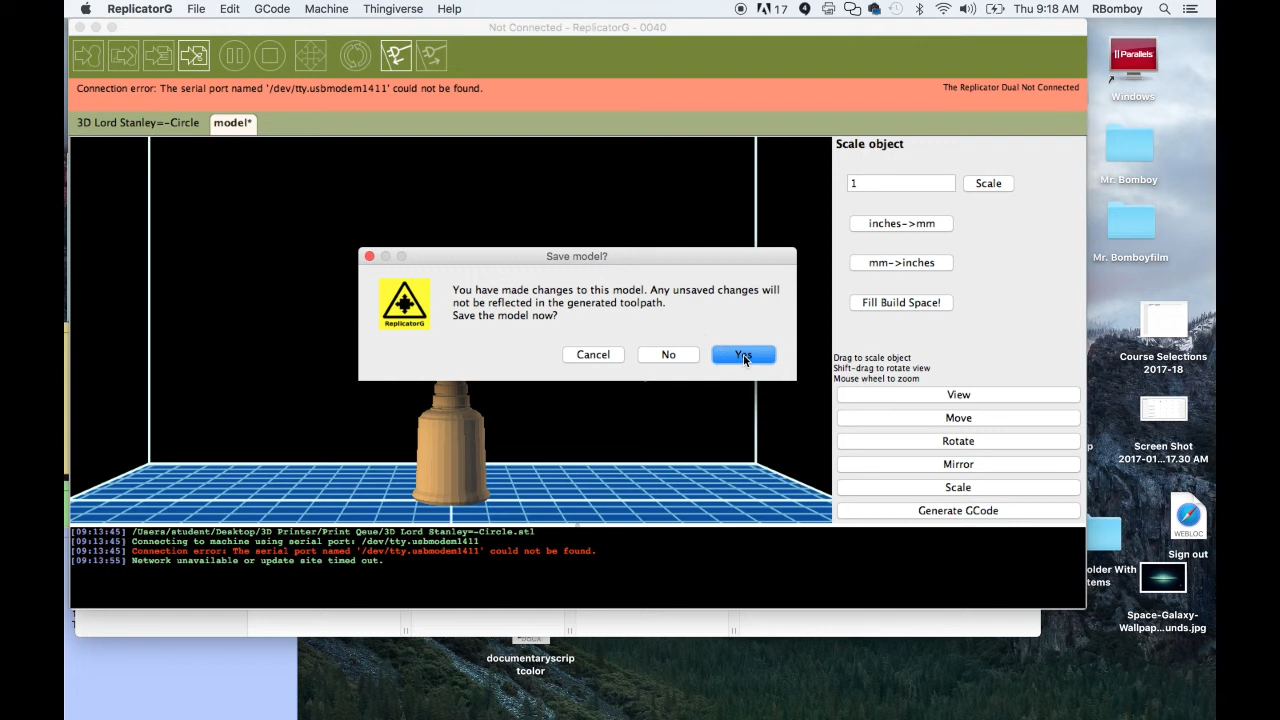 ReplicatorG File Edit GCode Machine Thingiverse Help
17 4 Thu 9:18 AM RBomboy
Not Connected - ReplicatorG - 0040
Connection error: The serial port named '/dev/tty.usbmodem1411' could not be found.
The Replicator Dual Not Connected
3D Lord Stanley=-Circle model*
Scale object
1 Scale
inches->mm
mm->inches
Fill Build Space!
Save model?
You have made changes to this model. Any unsaved changes will
not be reflected in the generated toolpath.
Save the model now?
ReplicatorG
Cancel No Yes
Drag to scale object
Shift-drag to rotate view
Mouse wheel to zoom
View
Move
Rotate
Mirror
Scale
Generate GCode
[09:13:45] /Users/student/Desktop/3D Printer/Print Qeue/3D Lord Stanley=-Circle.stl
[09:13:45] Connecting to machine using serial port: /dev/tty.usbmodem1411
[09:13:45] Connection error: The serial port named '/dev/tty.usbmodem1411' could not be found.
[09:13:55] Network unavailable or update site timed out.
Parallels
Windows
Mr. Bomboy
Mr. Bomboyfilm
Course Selections
2017-18
Screen Shot
2017-01...17.30 AM
WEBLOC
Sign out
older With
tems
Space-Galaxy-
Wallpap...unds.jpg
DOCX
documentaryscrip
tcolor